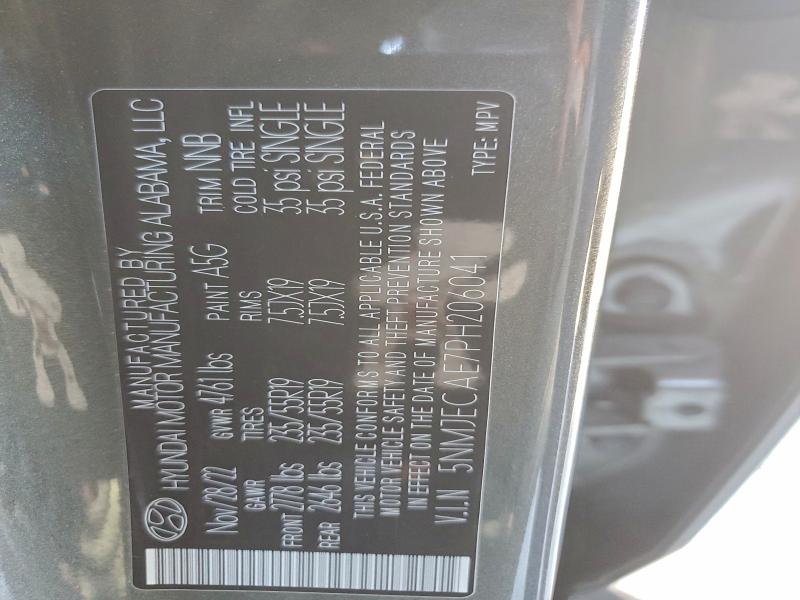 MANUFACTURED BY
HYUNDAI MOTOR MANUFACTURING ALABAMA, LLC
Nov/28/22 GVWR 4761 lbs PAINT A5G TRIM NNB
GAWR TIRES RIMS COLD TIRE INFL
FRONT 2778 lbs 235/55R19 7.5JX19 35 psi SINGLE
REAR 2646 lbs 235/55R19 7.5JX19 35 psi SINGLE
THIS VEHICLE CONFORMS TO ALL APPLICABLE U.S.A. FEDERAL
MOTOR VEHICLE SAFETY AND THEFT PREVENTION STANDARDS
IN EFFECT ON THE DATE OF MANUFACTURE SHOWN ABOVE
V.I.N 5NMJECAE7PH206041 TYPE: MPV